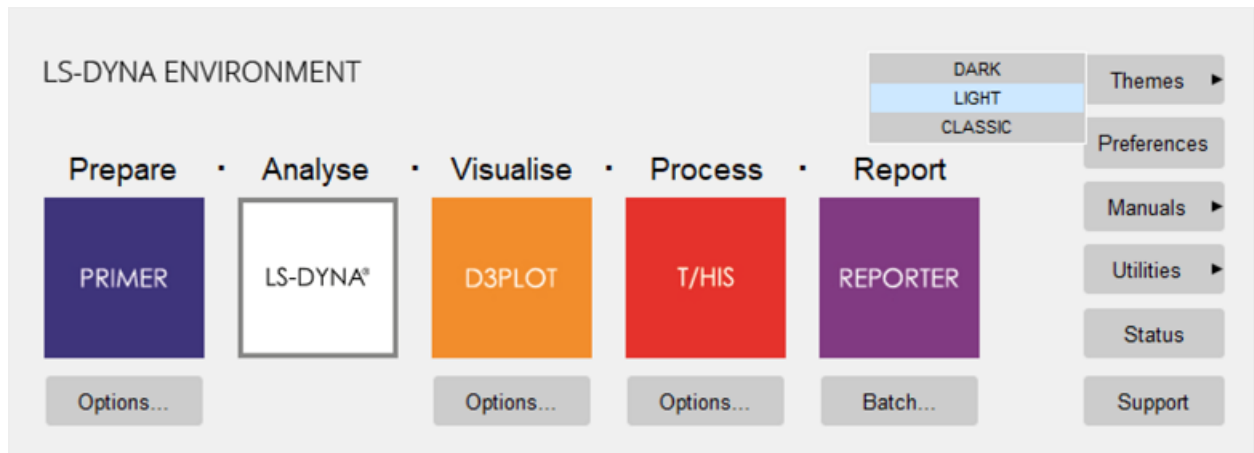 LS-DYNA ENVIRONMENT
DARK
LIGHT
CLASSIC
Themes
Preferences
Manuals
Utilities
Status
Support
Prepare · Analyse · Visualise · Process · Report
PRIMER
LS-DYNA®
D3PLOT
T/HIS
REPORTER
Options...
Options...
Options...
Batch...